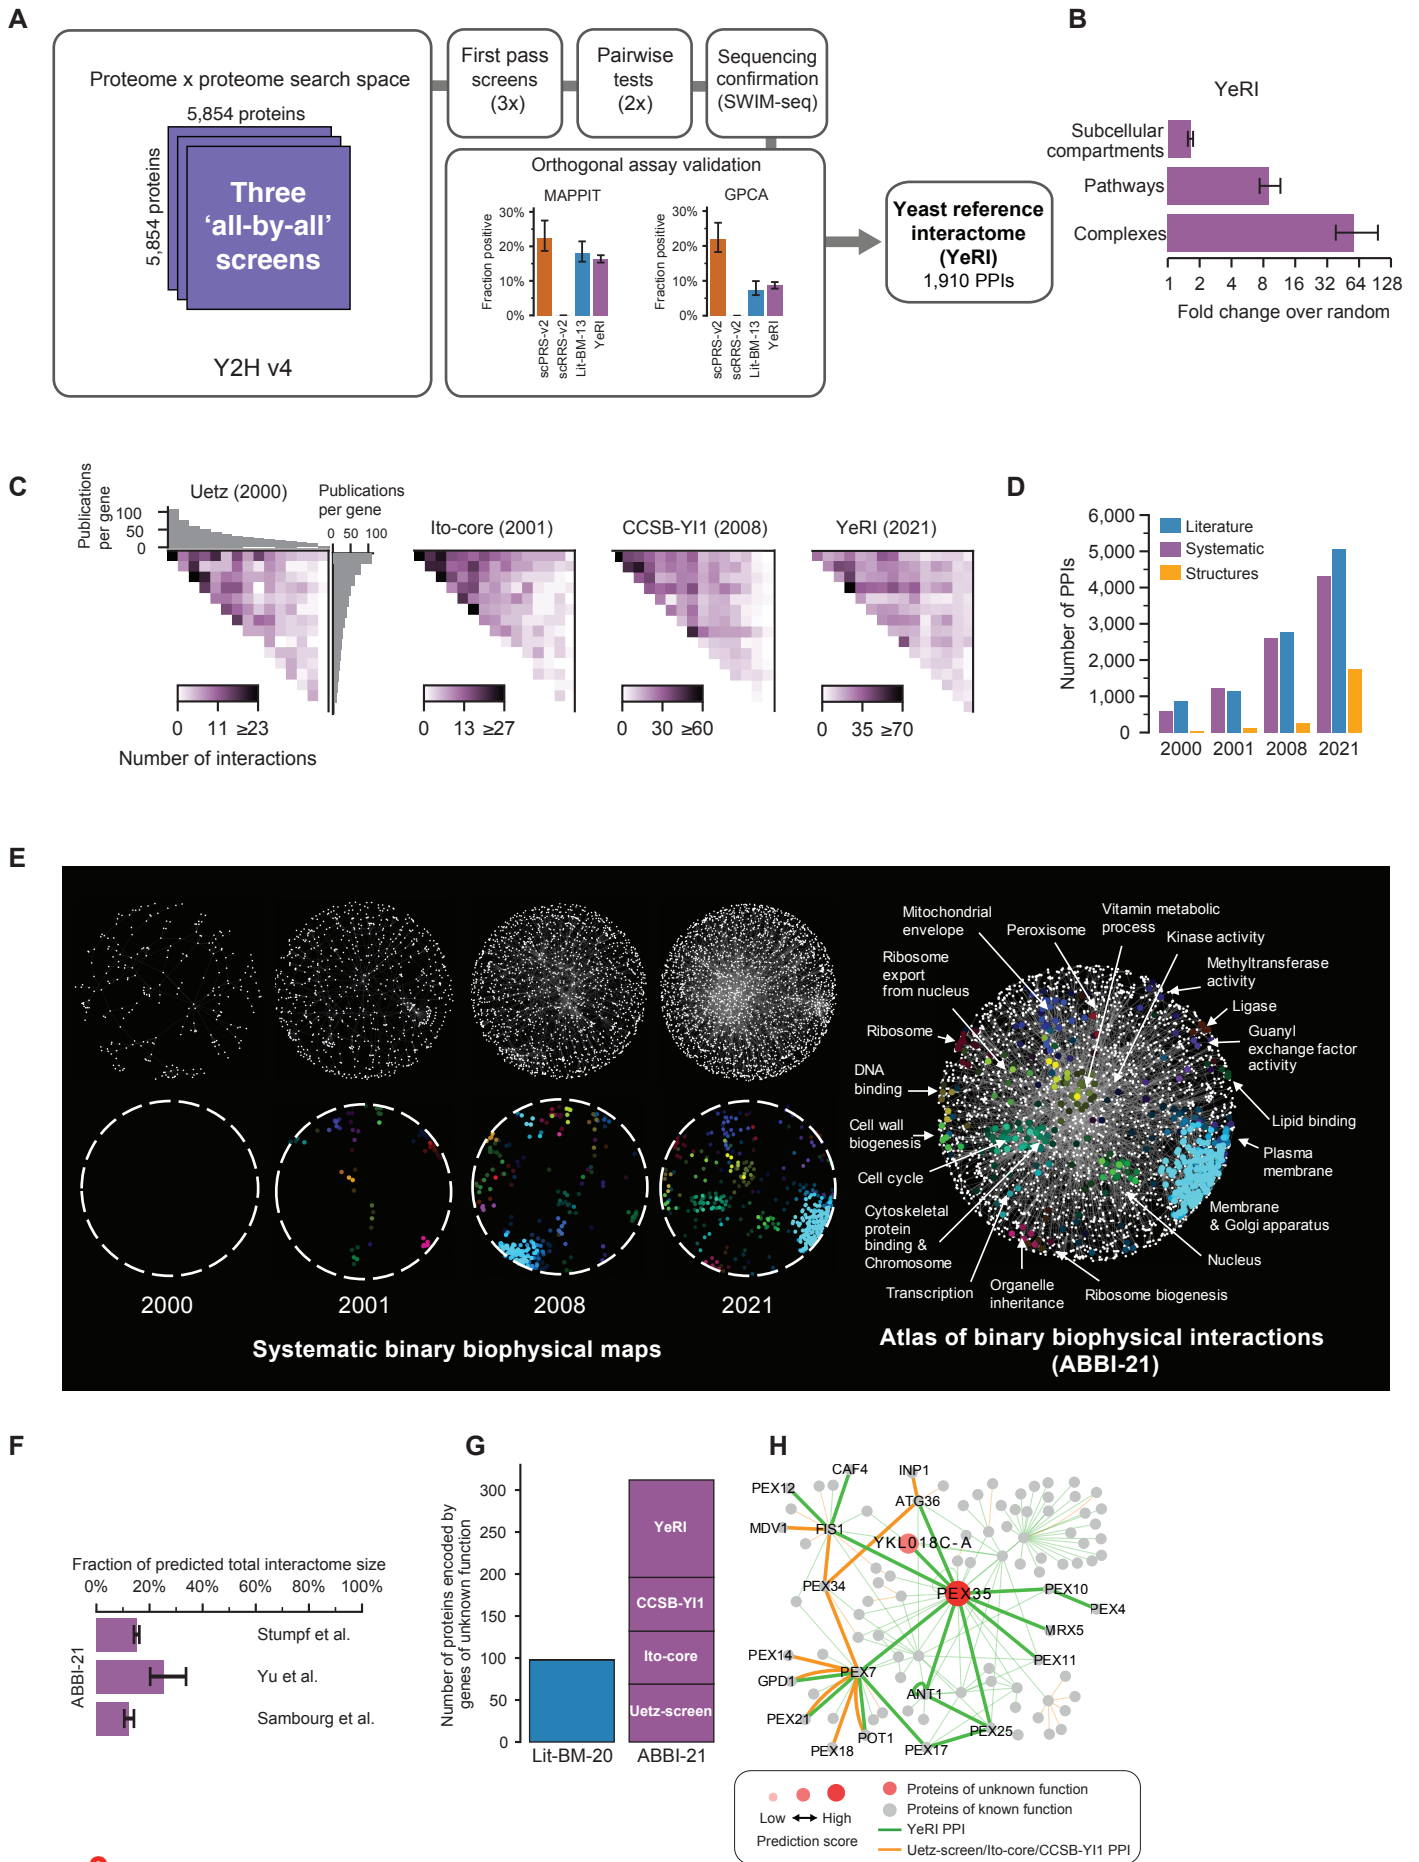 A
Proteome x proteome search space
5,854 proteins
5,854 proteins
Three
'all-by-all'
screens
Y2H v4
First pass
screens
(3x)
Pairwise
tests
(2x)
Sequencing
confirmation
(SWIM-seq)
Orthogonal assay validation
MAPPIT
Fraction positive
30%
20%
10%
0%
scPRS-v2
scRRS-v2
Lit-BM-13
YeRI
GPCA
Fraction positive
30%
20%
10%
0%
scPRS-v2
scRRS-v2
Lit-BM-13
YeRI
Yeast reference
interactome
(YeRI)
1,910 PPIs
B
YeRI
Subcellular
compartments
Pathways
Complexes
1 2 4 8 16 32 64 128
Fold change over random
C
Publications
per gene
100
50
0
Uetz (2000)
Publications
per gene
0 50 100
0 11 ≥23
Number of interactions
Ito-core (2001)
0 13 ≥27
CCSB-YI1 (2008)
0 30 ≥60
YeRI (2021)
0 35 ≥70
D
Number of PPIs
6,000
5,000
4,000
3,000
2,000
1,000
0
Literature
Systematic
Structures
2000 2001 2008 2021
E
2000
2001
2008
2021
Systematic binary biophysical maps
Mitochondrial
envelope
Peroxisome
Vitamin metabolic
process
Kinase activity
Ribosome
export
from nucleus
Methyltransferase
activity
Ligase
Ribosome
Guanyl
exchange factor
activity
DNA
binding
Lipid binding
Cell wall
biogenesis
Plasma
membrane
Cell cycle
Membrane
& Golgi apparatus
Cytoskeletal
protein
binding &
Chromosome
Nucleus
Transcription
Organelle
inheritance
Ribosome biogenesis
Atlas of binary biophysical interactions
(ABBI-21)
F
Fraction of predicted total interactome size
0% 20% 40% 60% 80% 100%
ABBI-21
Stumpf et al.
Yu et al.
Sambourg et al.
G
Number of proteins encoded by
genes of unknown function
300
250
200
150
100
50
0
YeRI
CCSB-YI1
Ito-core
Uetz-screen
Lit-BM-20
ABBI-21
H
CAF4
INP1
PEX12
ATG36
MDV1
FIS1
YKL018C-A
PEX34
PEX35
PEX10
PEX4
MRX5
PEX14
PEX11
GPD1
PEX7
ANT1
PEX21
PEX25
PEX18
POT1
PEX17
Low High
Prediction score
Proteins of unknown function
Proteins of known function
YeRI PPI
Uetz-screen/Ito-core/CCSB-YI1 PPI